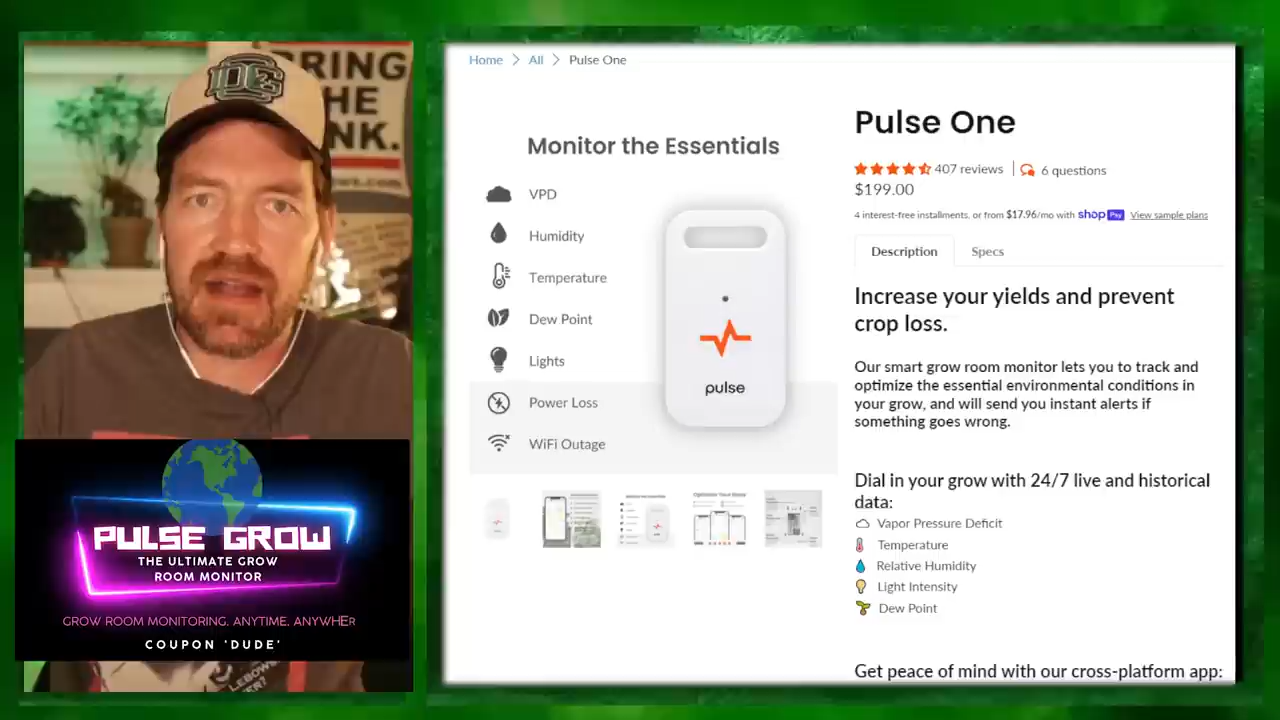 DGC
BRING
THE
NK.
PULSE GROW
THE ULTIMATE GROW
ROOM MONITOR
GROW ROOM MONITORING. ANYTIME. ANYWHER
COUPON 'DUDE'
LEBOWS
Home > All > Pulse One
Monitor the Essentials
VPD
Humidity
Temperature
Dew Point
Lights
Power Loss
WiFi Outage
pulse
Pulse One
407 reviews | 6 questions
$199.00
4 interest-free installments, or from $17.96/mo with shop Pay View sample plans
Description
Specs
Increase your yields and prevent
crop loss.
Our smart grow room monitor lets you to track and
optimize the essential environmental conditions in
your grow, and will send you instant alerts if
something goes wrong.
Dial in your grow with 24/7 live and historical
data:
Vapor Pressure Deficit
Temperature
Relative Humidity
Light Intensity
Dew Point
Get peace of mind with our cross-platform app: